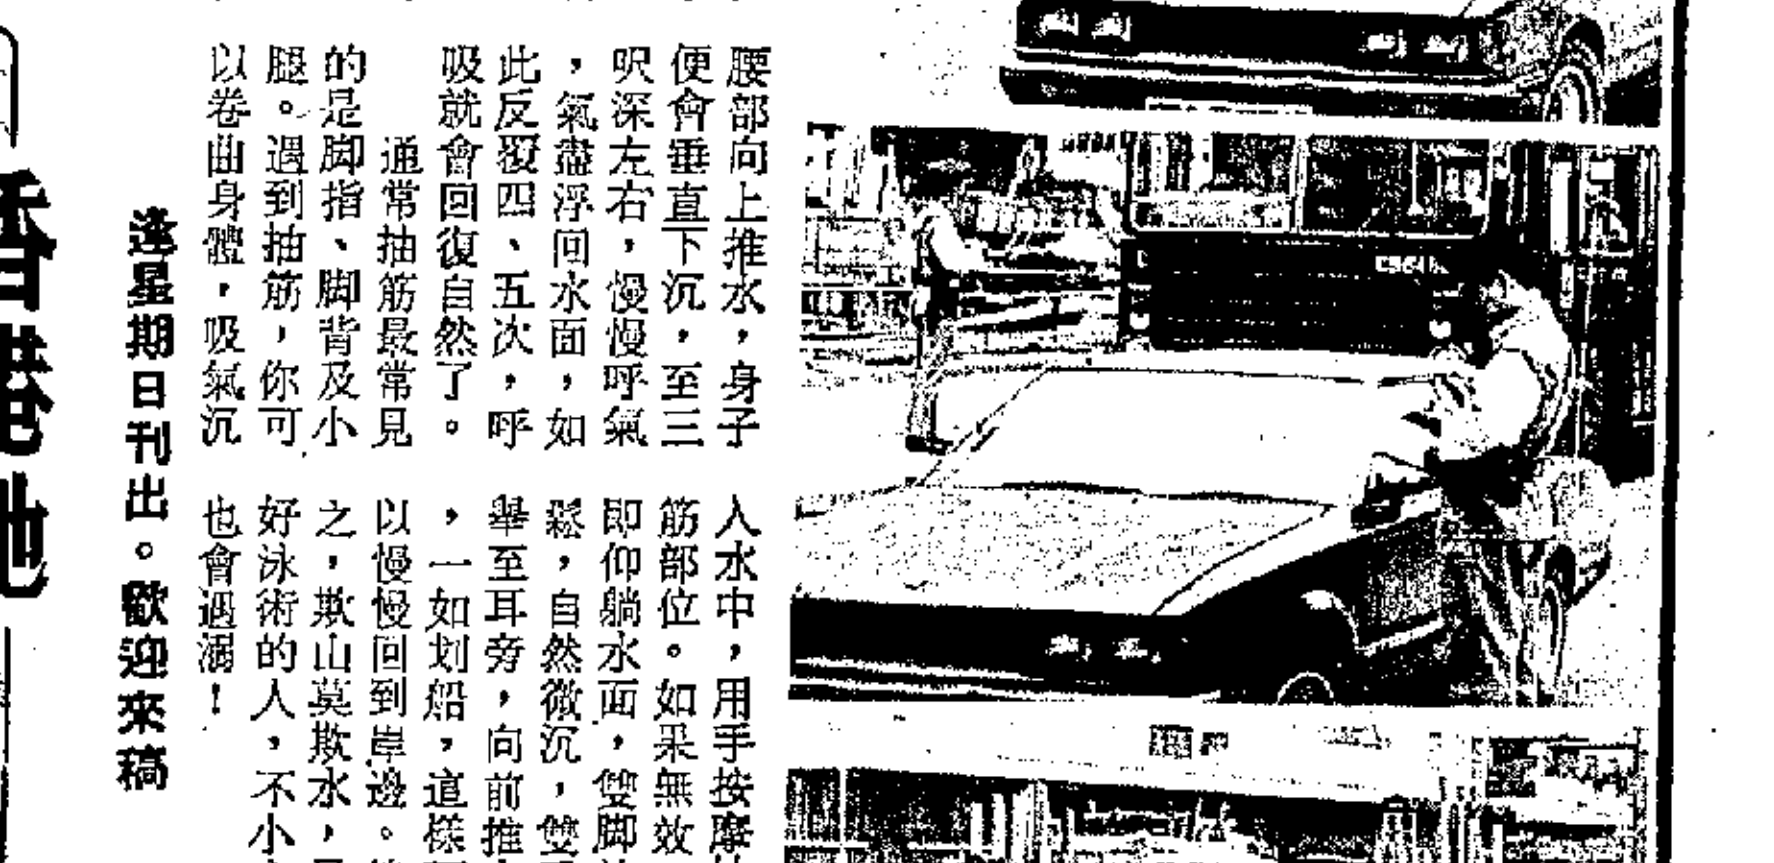 腰部向上推水，身子
便會垂直下沉，至三
呎深左右，慢慢呼氣
，氣盡浮回水面，如
此反覆四、五次，呼
吸就會回復自然了。
通常抽筋最常見
的是脚指、脚背及小
腿。遇到抽筋，你可
以卷曲身體，吸氣沉
入水中，用手按摩
筋部位。如果無效
即仰躺水面，雙脚
鬆，自然微沉，雙
舉至耳旁，向前推
，一如划船，這樣
以慢慢回到岸邊。
之，欺山莫欺水，
好泳術的人，不小
也會遇溺！
逢星期日刊出。歡迎來稿
香港地